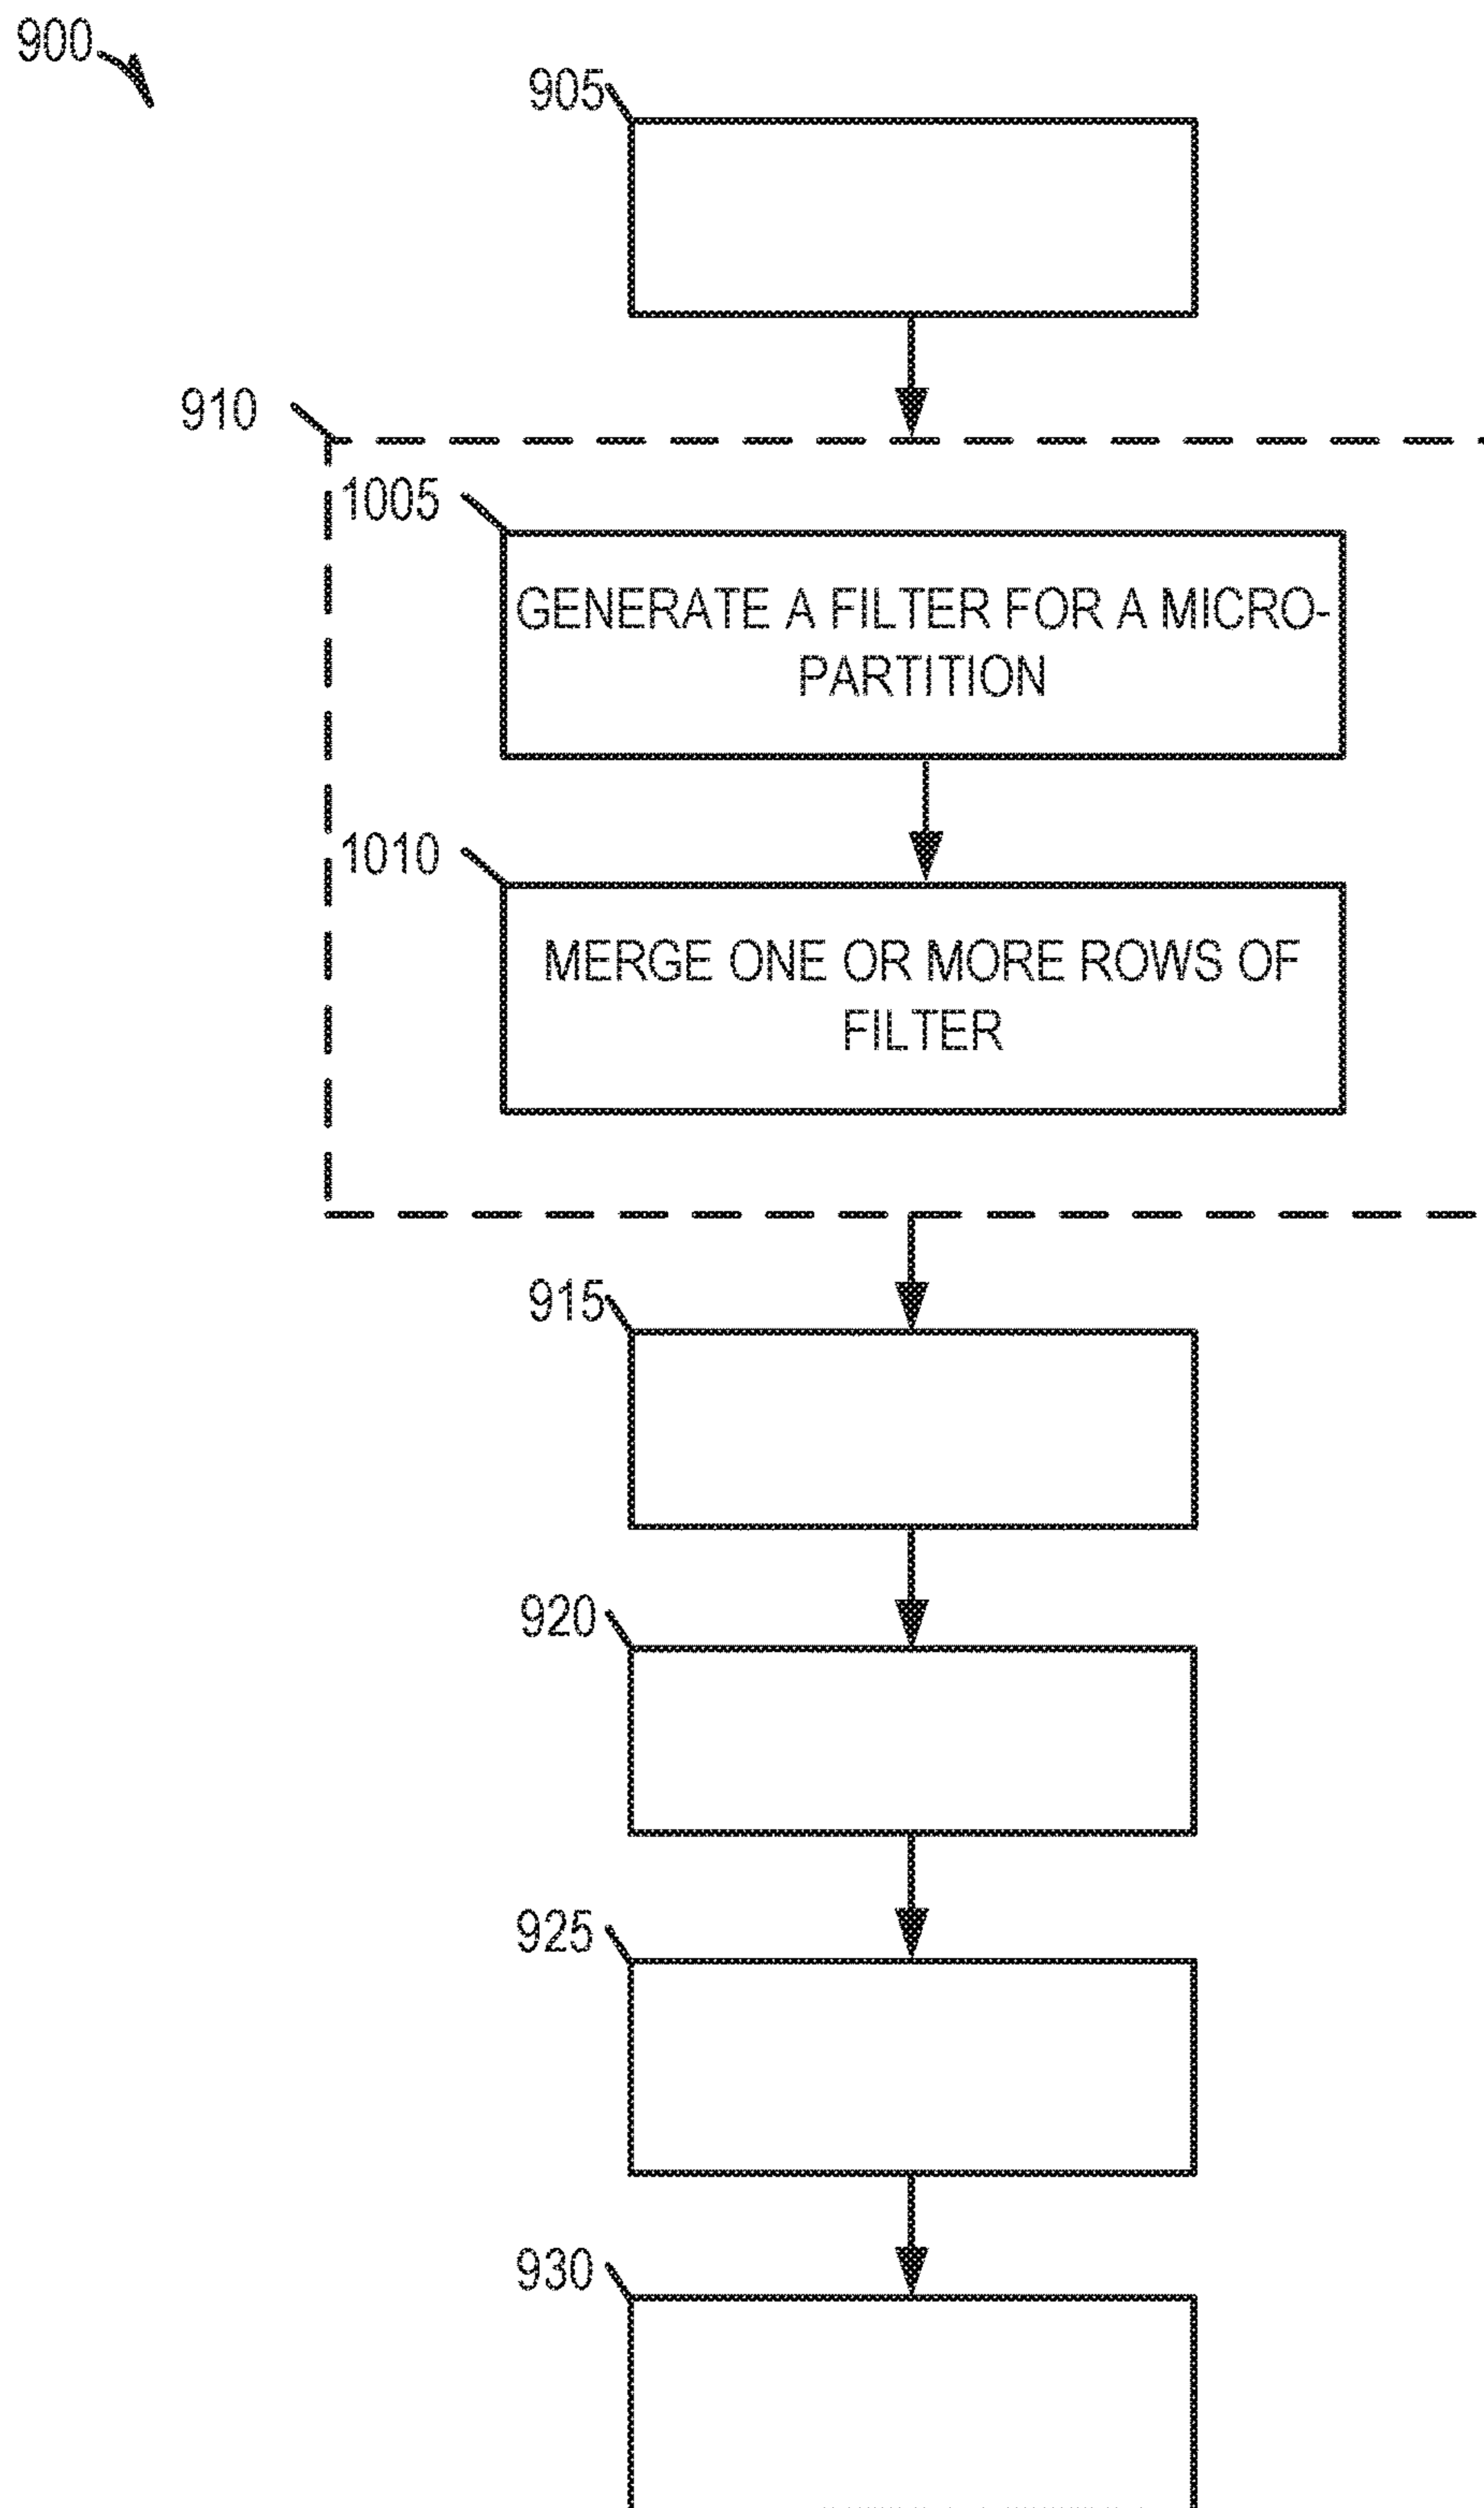 900
905
910
1005
GENERATE A FILTER FOR A MICRO-
PARTITION
1010
MERGE ONE OR MORE ROWS OF
FILTER
915
920
925
930